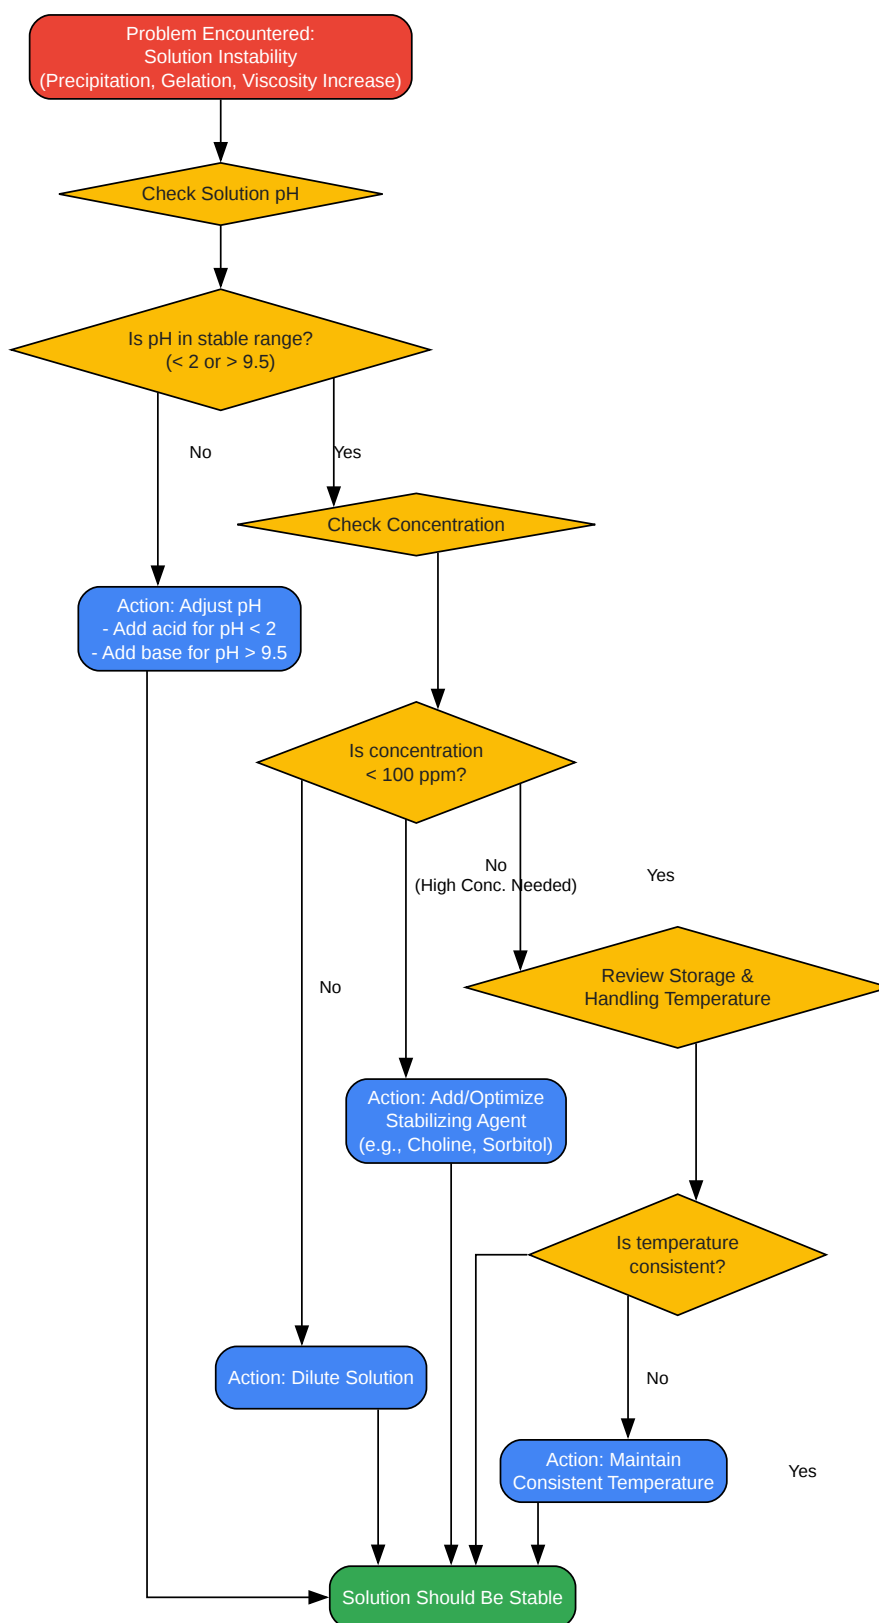 Problem Encountered:
Solution Instability
(Precipitation, Gelation, Viscosity Increase)
Check Solution pH
Is pH in stable range?
(< 2 or > 9.5)
No
Yes
Check Concentration
Action: Adjust pH
- Add acid for pH < 2
- Add base for pH > 9.5
Is concentration
< 100 ppm?
No
(High Conc. Needed)
Yes
Review Storage &
Handling Temperature
No
Action: Add/Optimize
Stabilizing Agent
(e.g., Choline, Sorbitol)
Is temperature
consistent?
Action: Dilute Solution
No
Action: Maintain
Consistent Temperature
Yes
Solution Should Be Stable